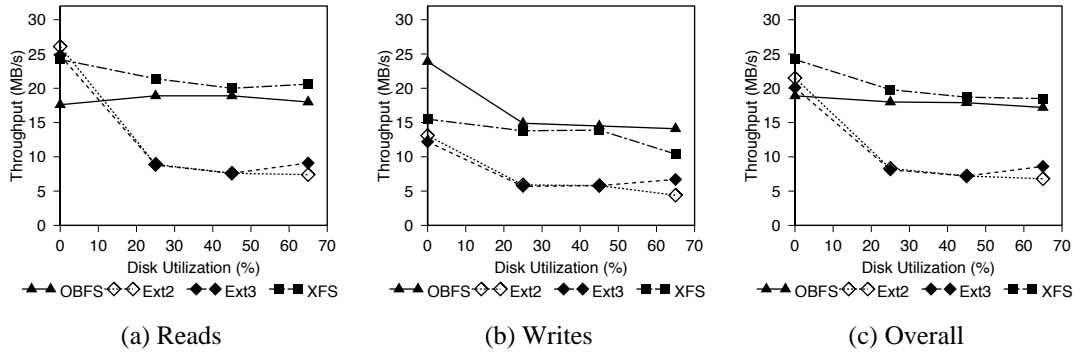 30
25
20
15
10
5
0
Throughput (MB/s)
0 10 20 30 40 50 60 70
Disk Utilization (%)
OBFS Ext2 Ext3 XFS
(a) Reads
30
25
20
15
10
5
0
Throughput (MB/s)
0 10 20 30 40 50 60 70
Disk Utilization (%)
OBFS Ext2 Ext3 XFS
(b) Writes
30
25
20
15
10
5
0
Throughput (MB/s)
0 10 20 30 40 50 60 70
Disk Utilization (%)
OBFS Ext2 Ext3 XFS
(c) Overall